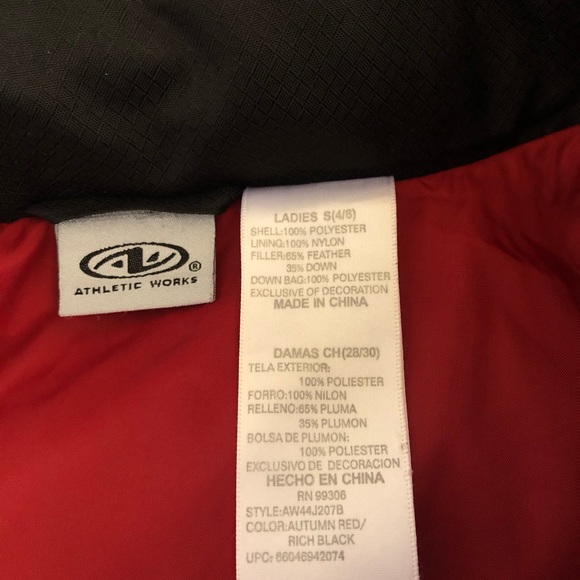 ATHLETIC WORKS ®
LADIES S(4/6)
SHELL:100% POLYESTER
LINING:100% NYLON
FILLER:65% FEATHER
35% DOWN
DOWN BAG:100% POLYESTER
EXCLUSIVE OF DECORATION
MADE IN CHINA
DAMAS CH(28/30)
TELA EXTERIOR:
100% POLIESTER
FORRO:100% NILON
RELLENO:65% PLUMA
35% PLUMON
BOLSA DE PLUMON:
100% POLIESTER
EXCLUSIVO DE DECORACION
HECHO EN CHINA
RN 99306
STYLE:AW44J207B
COLOR:AUTUMN RED/
RICH BLACK
UPC: 66046942074